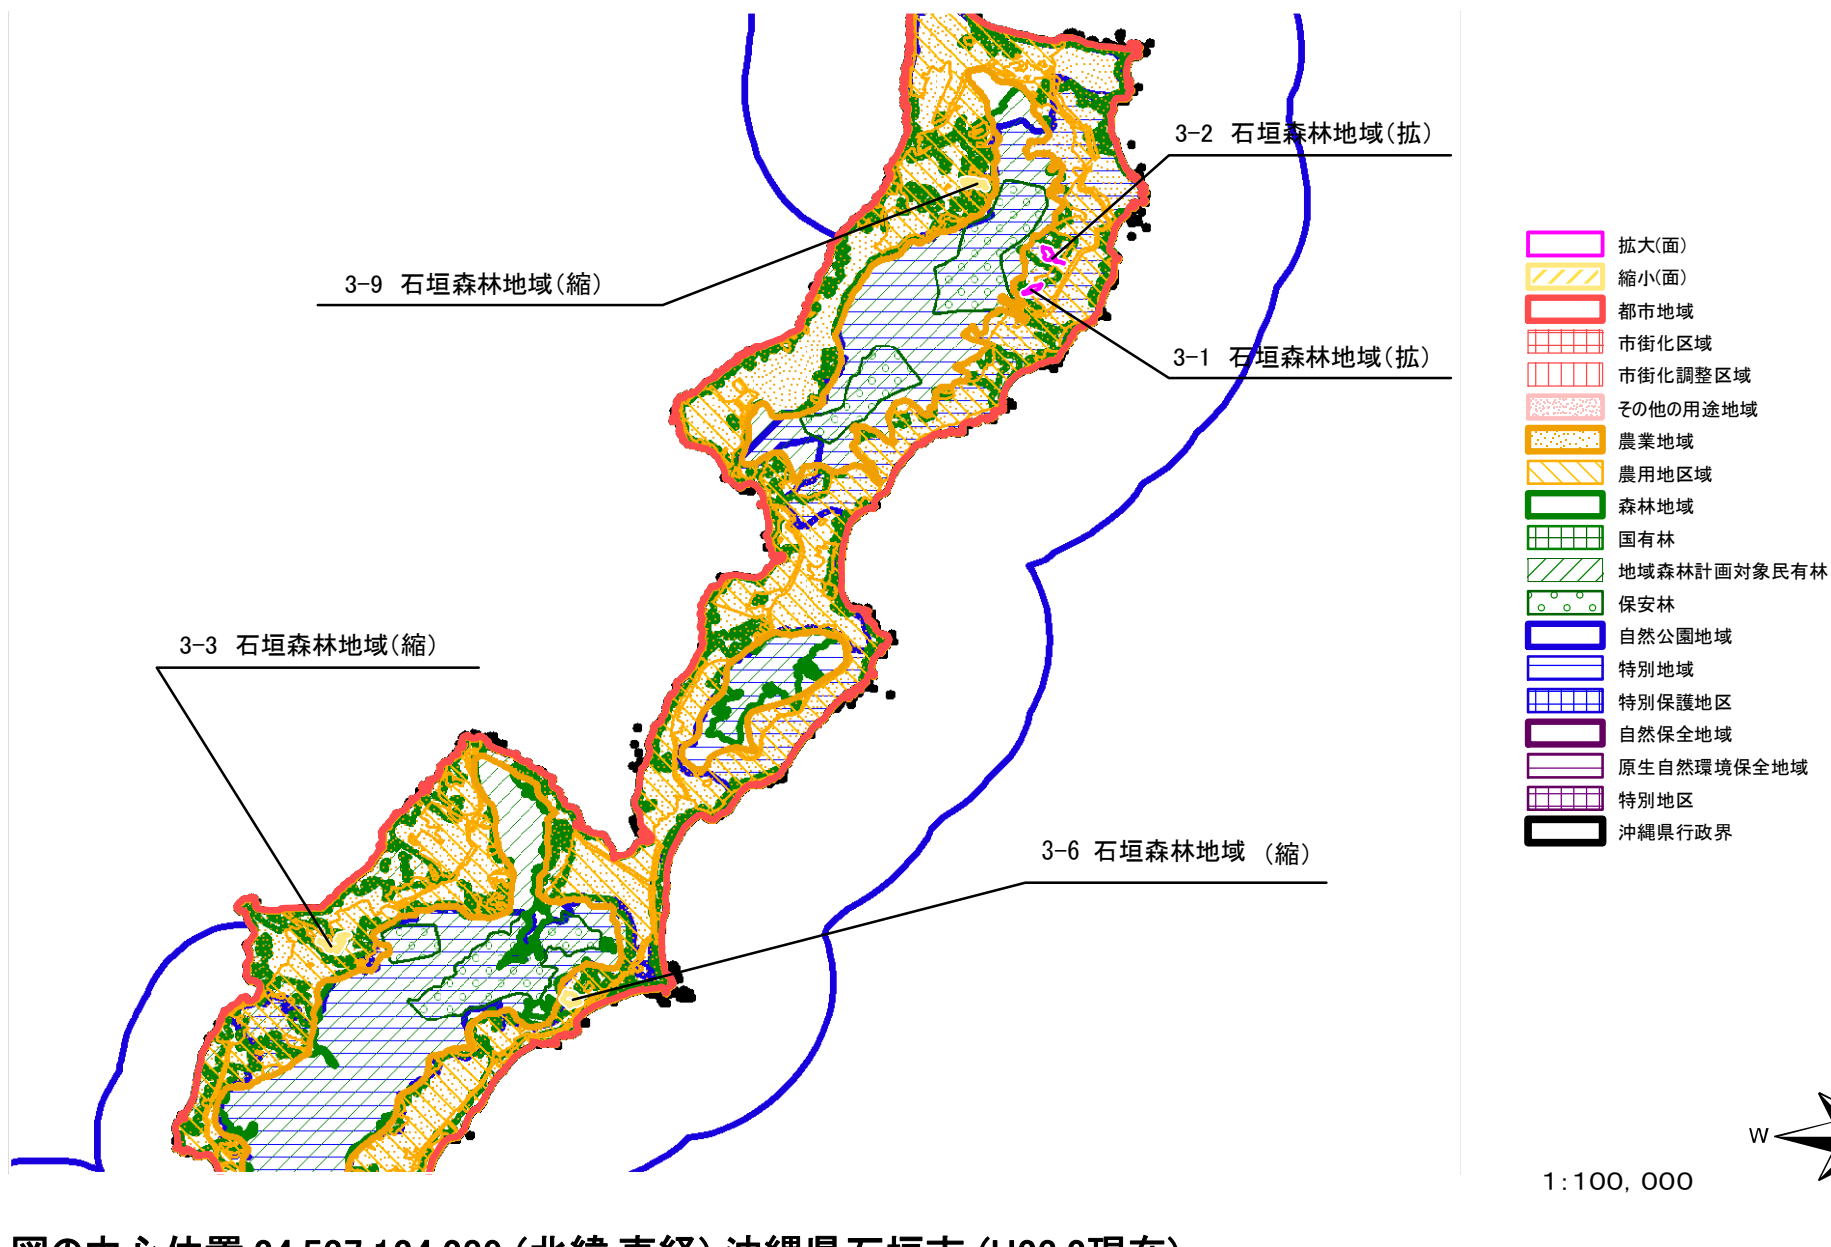 3-2 石垣森林地域(拡)
3-9 石垣森林地域(縮)
3-1 石垣森林地域(拡)
3-3 石垣森林地域(縮)
3-6 石垣森林地域 (縮)
拡大(面)
縮小(面)
都市地域
市街化区域
市街化調整区域
その他の用途地域
農業地域
農用地区域
森林地域
国有林
地域森林計画対象民有林
保安林
自然公園地域
特別地域
特別保護地区
自然保全地域
原生自然環境保全地域
特別地区
沖縄県行政界
W
1:100,000